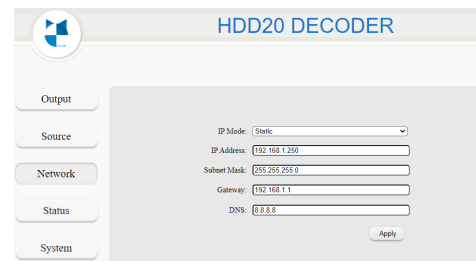 HDD20 DECODER
Output
Source
Network
Status
System
IP Mode: Static
IP Address: 192.168.1.250
Subnet Mask: 255.255.255.0
Gateway: 192.168.1.1
DNS: 8.8.8.8
Apply